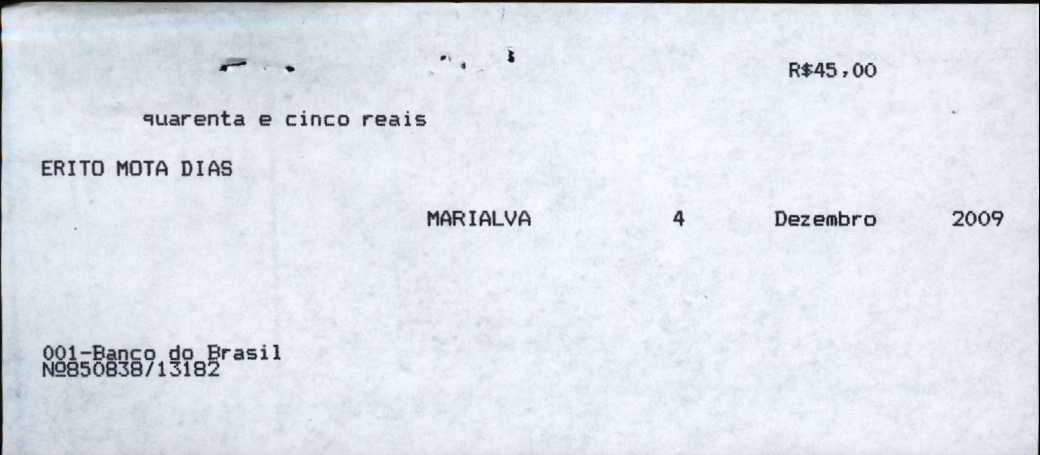 R$45,00
quarenta e cinco reais
ERITO MOTA DIAS
MARIALVA 4 Dezembro 2009
001-Banco do Brasil
Nº850838/13182